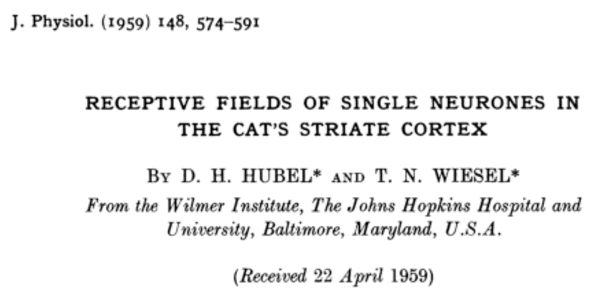 J. Physiol. (1959) 148, 574–591
RECEPTIVE FIELDS OF SINGLE NEURONES IN
THE CAT'S STRIATE CORTEX
By D. H. HUBEL* AND T. N. WIESEL*
From the Wilmer Institute, The Johns Hopkins Hospital and
University, Baltimore, Maryland, U.S.A.
(Received 22 April 1959)